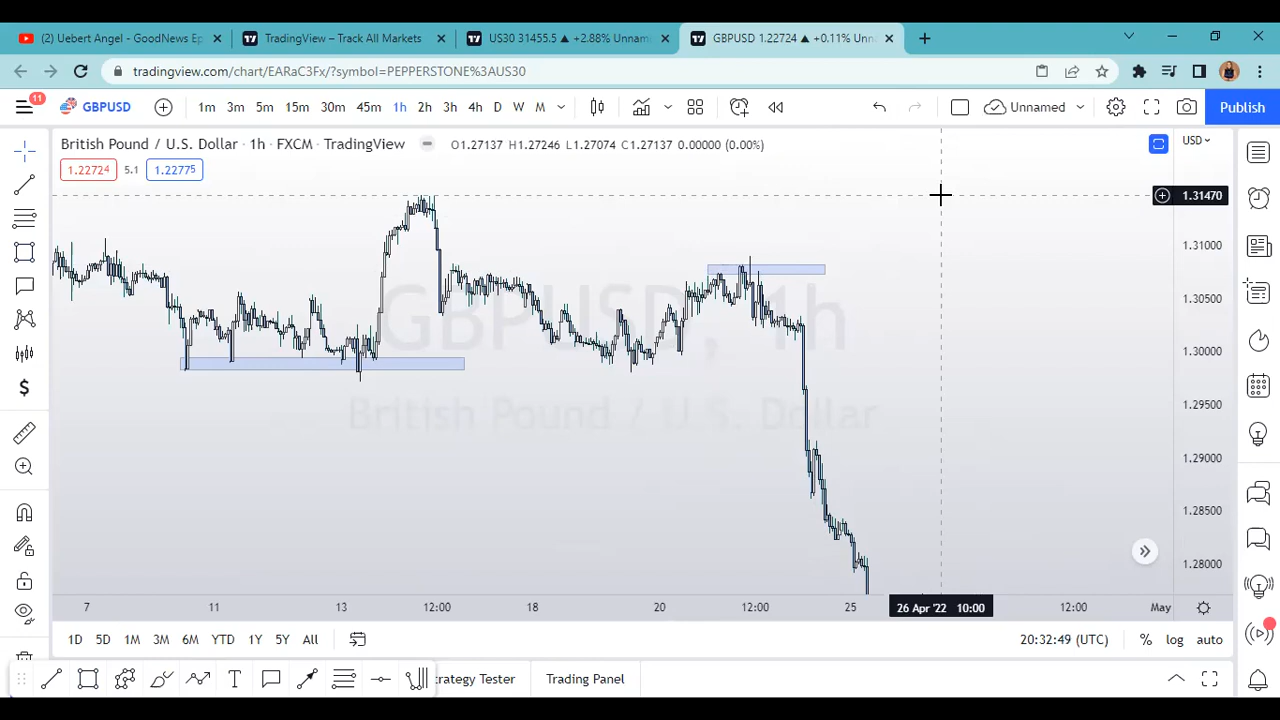 (2) Uebert Angel - GoodNews Ep
TradingView – Track All Markets
US30 31455.5 ▲ +2.88% Unnam
GBPUSD 1.22724 ▲ +0.11% Unn
tradingview.com/chart/EARaC3Fx/?symbol=PEPPERSTONE%3AUS30
11
GBPUSD
1m 3m 5m 15m 30m 45m 1h 2h 3h 4h D W M
Unnamed
Publish
British Pound / U.S. Dollar · 1h · FXCM · TradingView
O1.27137 H1.27246 L1.27074 C1.27137 0.00000 (0.00%)
USD
1.22724 5.1 1.22775
1.31470
1.31000
1.30500
1.30000
1.29500
1.29000
1.28500
1.28000
GBPUSD, 1h
British Pound / U.S. Dollar
7 11 13 12:00 18 20 12:00 25 26 Apr '22 10:00 12:00 May
1D 5D 1M 3M 6M YTD 1Y 5Y All
20:32:49 (UTC) % log auto
trategy Tester
Trading Panel